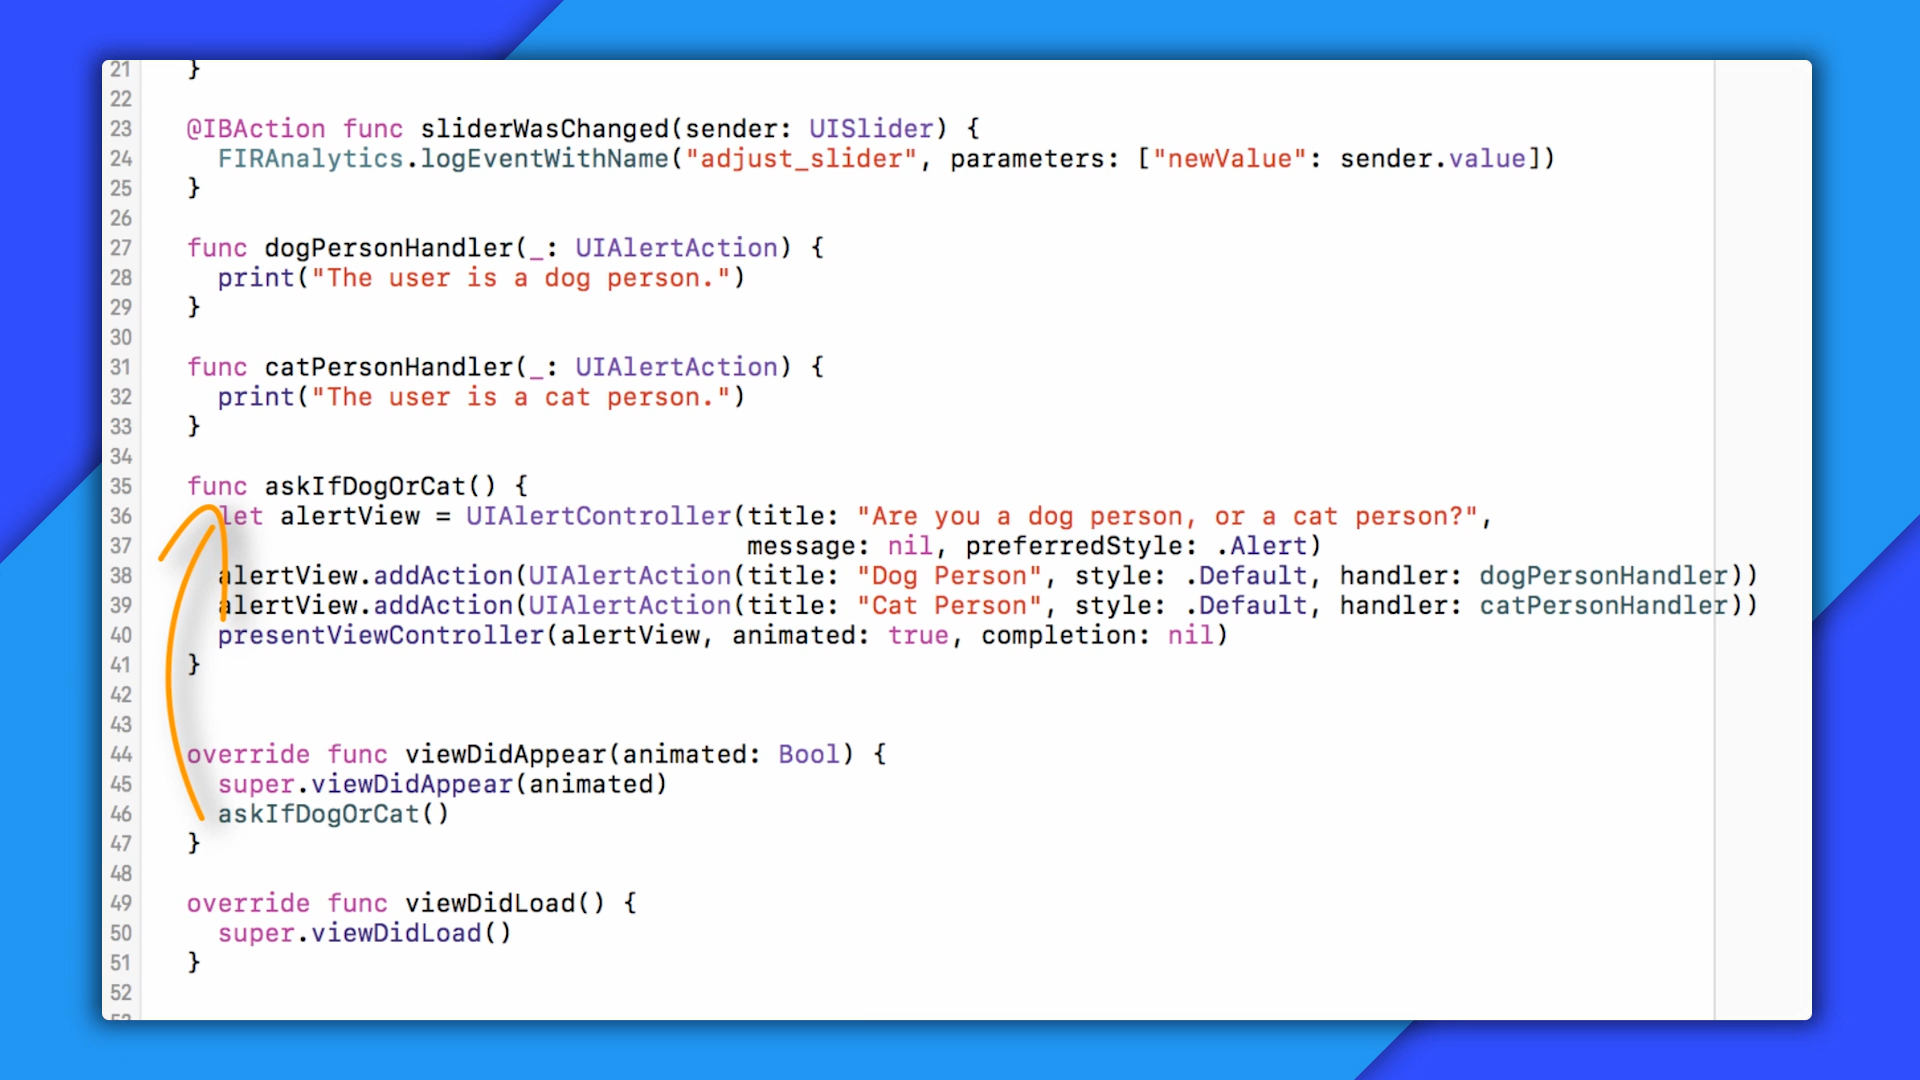 21 }
22
23 @IBAction func sliderWasChanged(sender: UISlider) {
24 FIRAnalytics.logEventWithName("adjust_slider", parameters: ["newValue": sender.value])
25 }
26
27 func dogPersonHandler(_: UIAlertAction) {
28 print("The user is a dog person.")
29 }
30
31 func catPersonHandler(_: UIAlertAction) {
32 print("The user is a cat person.")
33 }
34
35 func askIfDogOrCat() {
36 let alertView = UIAlertController(title: "Are you a dog person, or a cat person?",
37 message: nil, preferredStyle: .Alert)
38 alertView.addAction(UIAlertAction(title: "Dog Person", style: .Default, handler: dogPersonHandler))
39 alertView.addAction(UIAlertAction(title: "Cat Person", style: .Default, handler: catPersonHandler))
40 presentViewController(alertView, animated: true, completion: nil)
41 }
42
43
44 override func viewDidAppear(animated: Bool) {
45 super.viewDidAppear(animated)
46 askIfDogOrCat()
47 }
48
49 override func viewDidLoad() {
50 super.viewDidLoad()
51 }
52